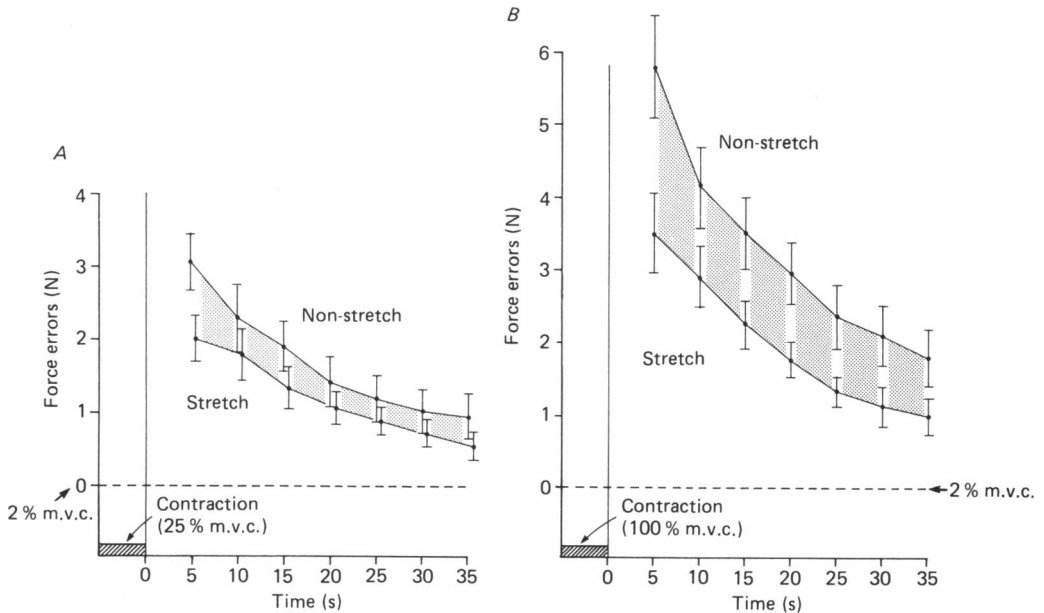 A
4
3
2
1
0
Force errors (N)
Non-stretch
Stretch
2 % m.v.c.
Contraction
(25 % m.v.c.)
0 5 10 15 20 25 30 35
Time (s)
B
6
5
4
3
2
1
0
Force errors (N)
Non-stretch
Stretch
2 % m.v.c.
Contraction
(100 % m.v.c.)
0 5 10 15 20 25 30 35
Time (s)